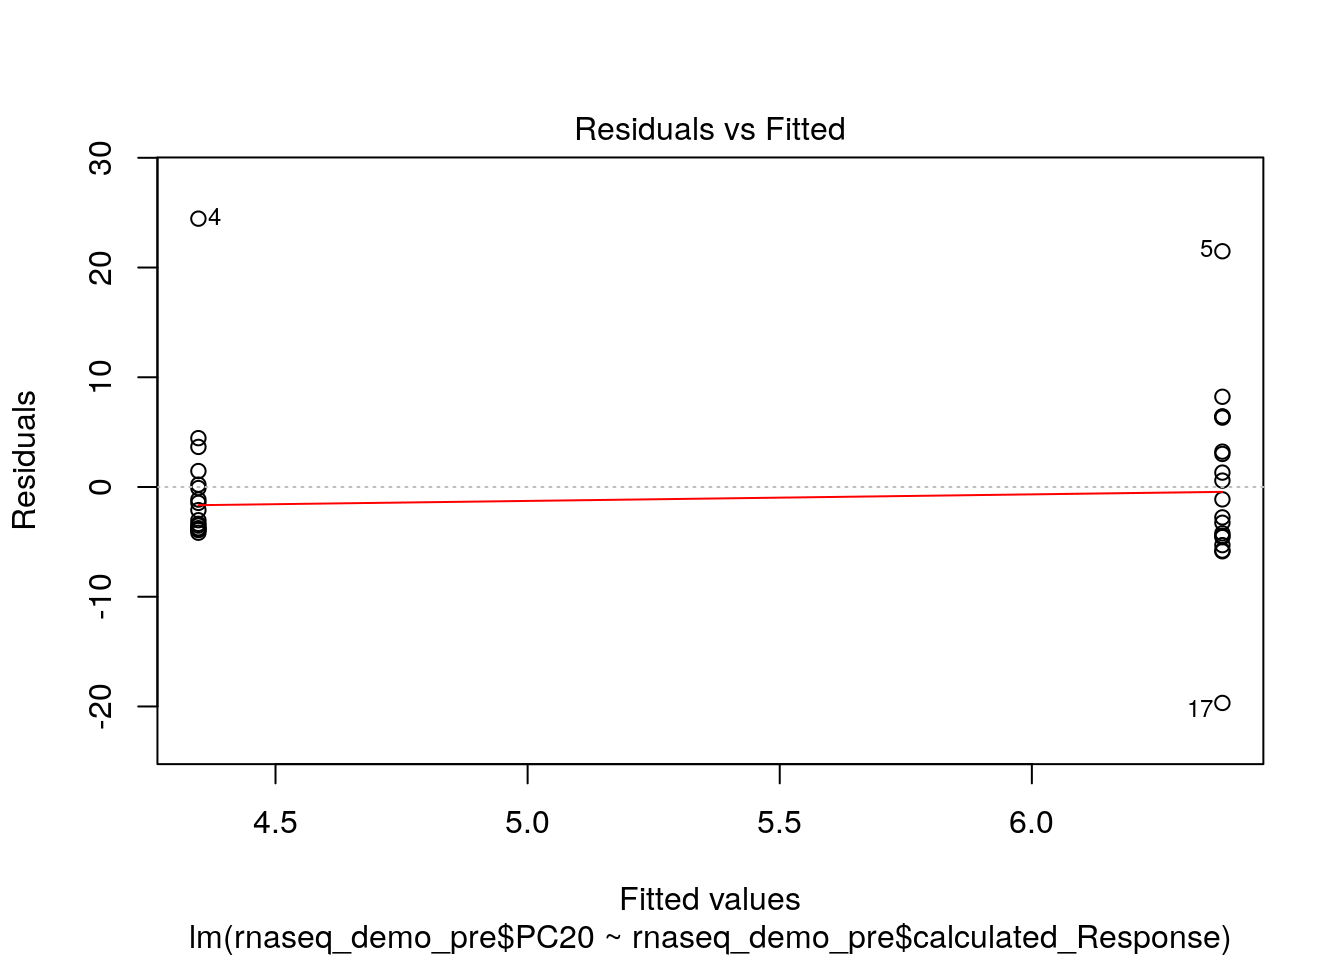 Residuals vs Fitted
30
20
10
0
-10
-20
Residuals
4
5
17
4.5 5.0 5.5 6.0
Fitted values
lm(rnaseq_demo_pre$PC20 ~ rnaseq_demo_pre$calculated_Response)